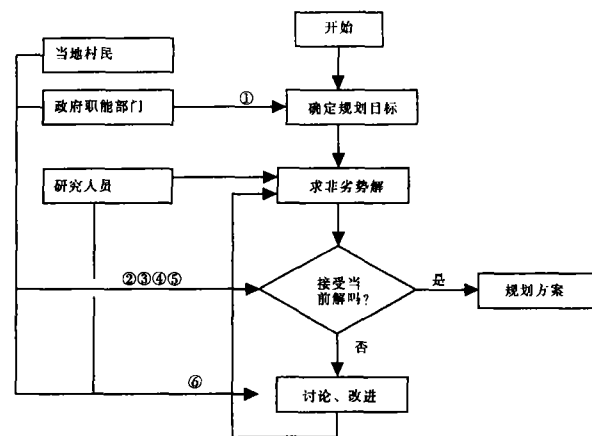 开始
当地村民
政府职能部门
①
确定规划目标
研究人员
求非劣势解
②③④⑤
接受当
前解吗?
是
规划方案
否
⑥
讨论、改进